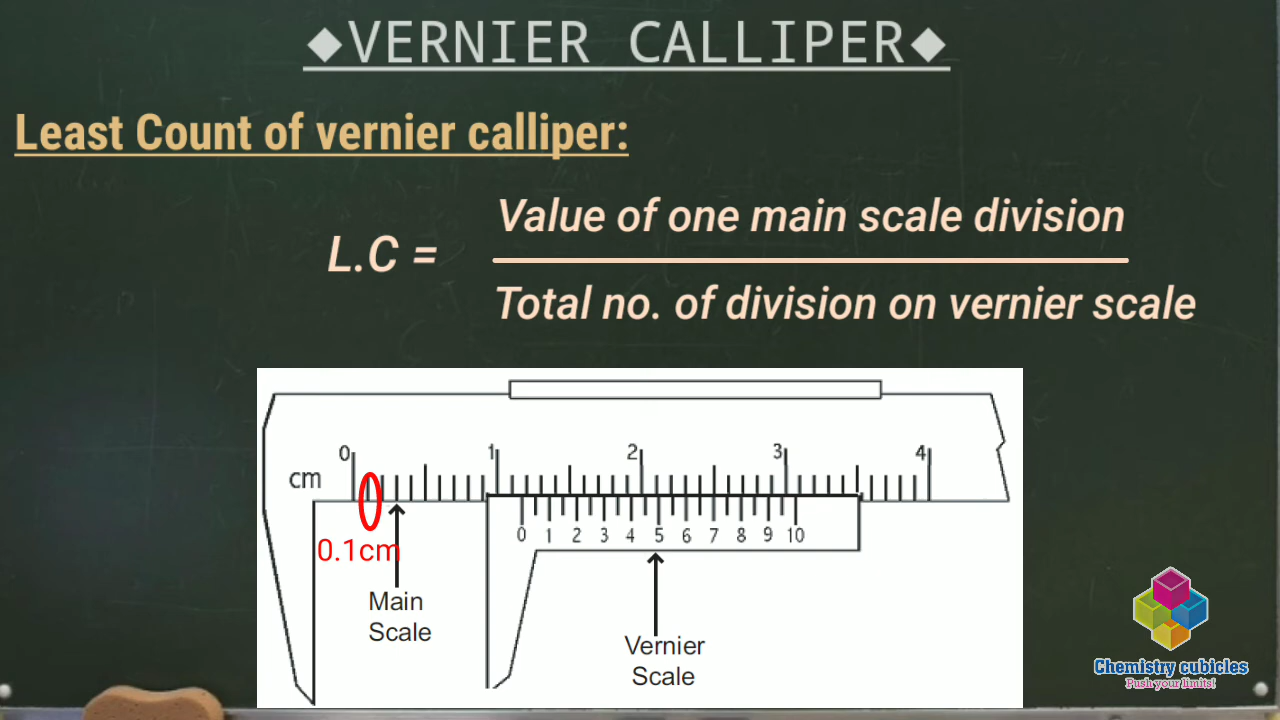 ◆VERNIER CALLIPER◆
Least Count of vernier calliper:
L.C =
Value of one main scale division
Total no. of division on vernier scale
0 1 2 3 4
cm
0 1 2 3 4 5 6 7 8 9 10
0.1cm
Main
Scale
Vernier
Scale
Chemistry cubicles
Push your limits!